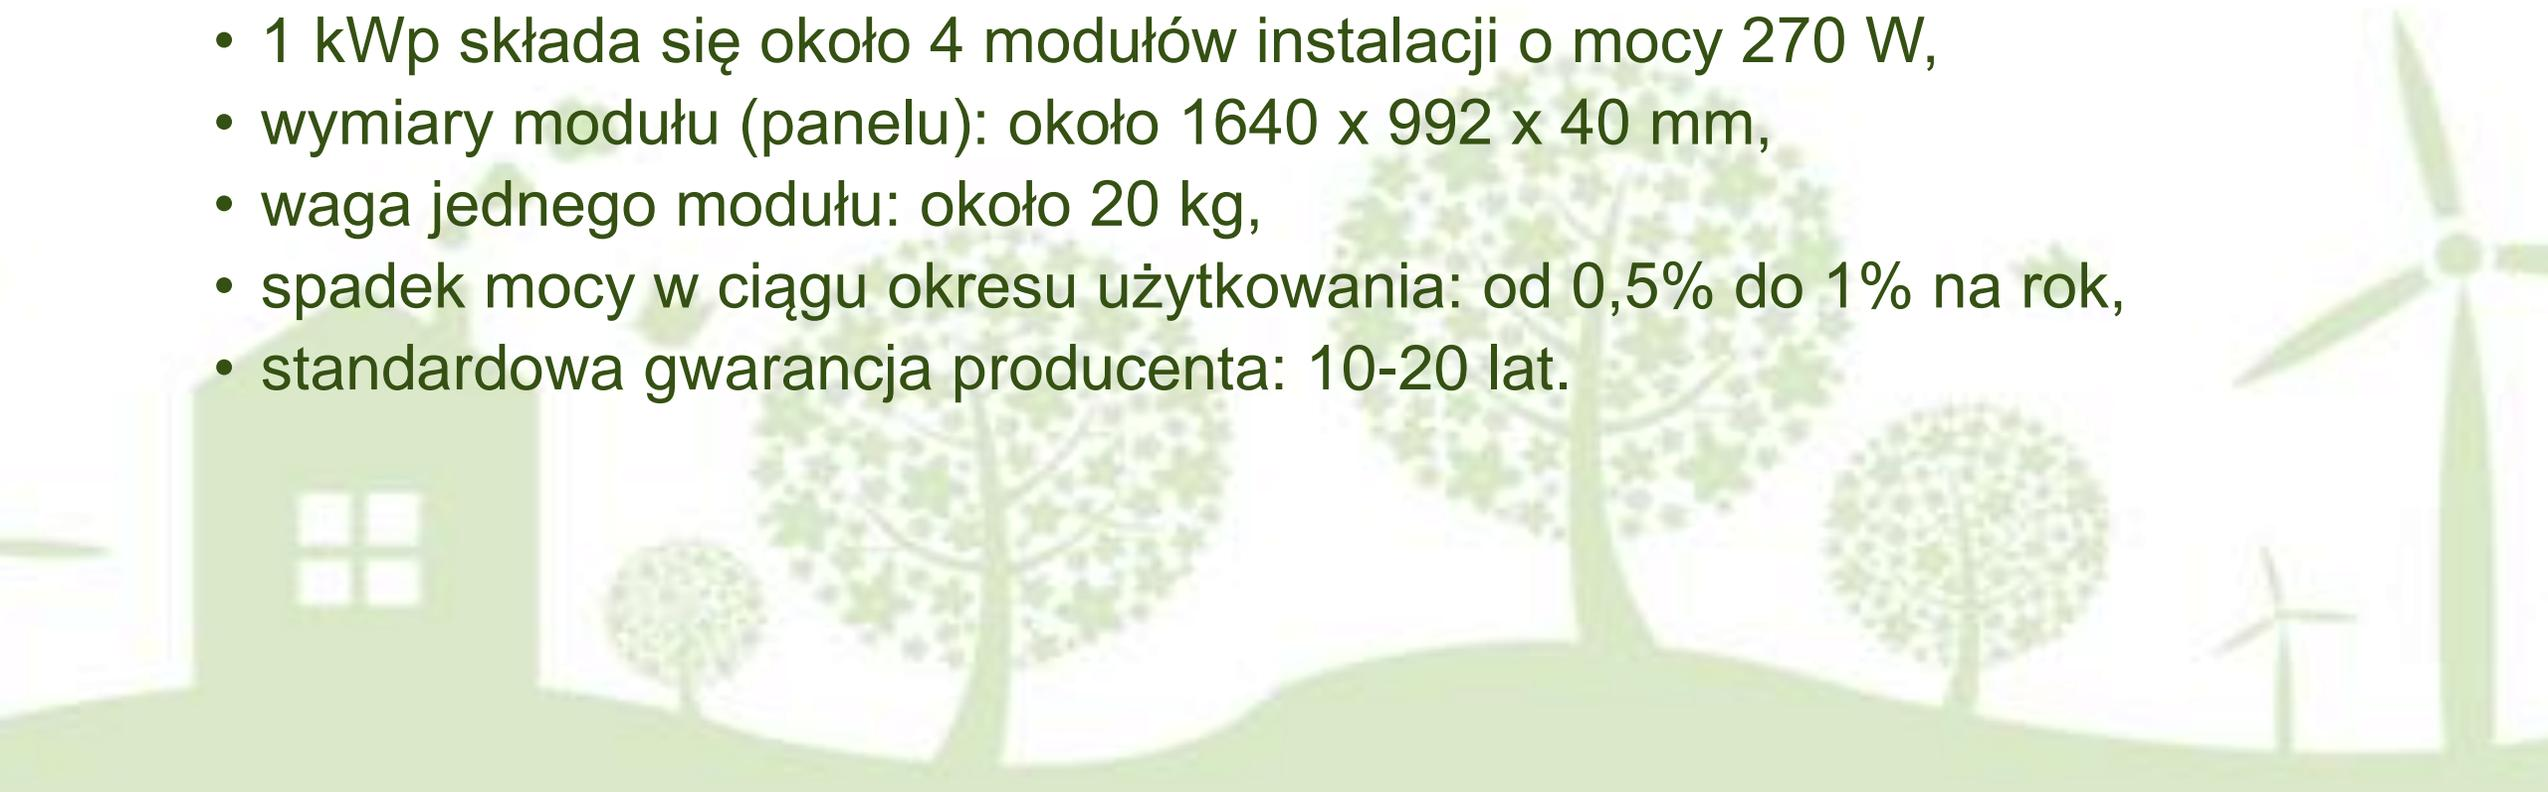 • 1 kWp składa się około 4 modułów instalacji o mocy 270 W,
• wymiary modułu (panelu): około 1640 x 992 x 40 mm,
• waga jednego modułu: około 20 kg,
• spadek mocy w ciągu okresu użytkowania: od 0,5% do 1% na rok,
• standardowa gwarancja producenta: 10-20 lat.